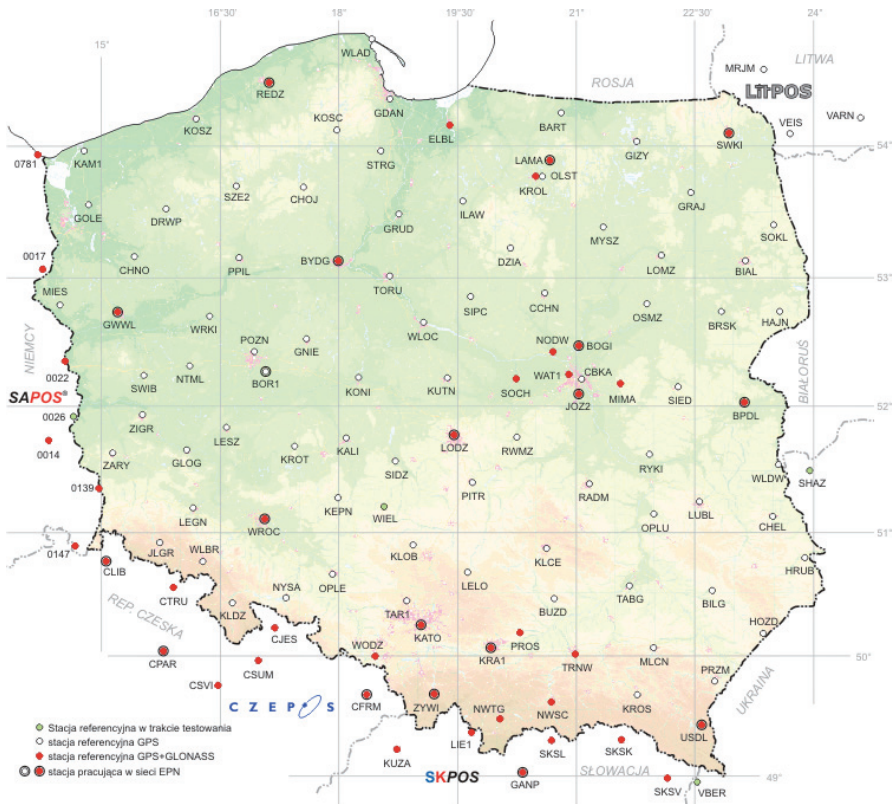 16°30'
18°
19°30'
21°
22°30'
24°
15°
WLAD
MRJM
LITWA
ROSJA
LITPOS
REDZ
GDAN
KOSC
KOSZ
ELBL
BART
VEIS
VARN
SWKI
54°
0781
KAM1
STRG
LAMA
OLST
KROL
GIZY
SZE2
CHOJ
GRAJ
GOLE
DRWP
GRUD
ILAW
MYSZ
SOKL
0017
CHNO
PPIL
BYDG
DZIA
LOMZ
BIAL
53°
TORU
MIES
GWWL
WRKI
SIPC
CCHN
OSMZ
BRSK
HAJN
NIEMCY
POZN
GNIE
WLOC
NODW
BOGI
BIAŁORUŚ
0022
SWIB
NTML
BOR1
KONI
KUTN
SOCH
WAT1
CBKA
MIMA
SIED
SAPOS®
JOZ2
BPDL
52°
0026
ZIGR
LESZ
0014
ZARY
GLOG
KROT
KALI
LODZ
RWMZ
RYKI
SIDZ
WLDW
SHAZ
0139
PITR
RADM
LEGN
WROC
KEPN
WIEL
OPLU
LUBL
CHEL
51°
0147
JLGR
WLBR
KLOB
KLCE
HRUB
CLIB
CTRU
NYSA
OPLE
LELO
TABG
BILG
REP. CZESKA
KLDZ
TAR1
BUZD
HOZD
CJES
KATO
PROS
CPAR
CSUM
WODZ
KRA1
TRNW
MLCN
50°
PRZM
UKRAINA
CSVI
CZEPOS
CFRM
ZYWI
NWTG
NWSC
KROS
USDL
LIE1
SKSL
SKSK
KUZA
SKPOS
GANP
SŁOWACJA
49°
SKSV
VBER
Stacja referencyjna w trakcie testowania
stacja referencyjna GPS
stacja referencyjna GPS+GLONASS
stacja pracująca w sieci EPN